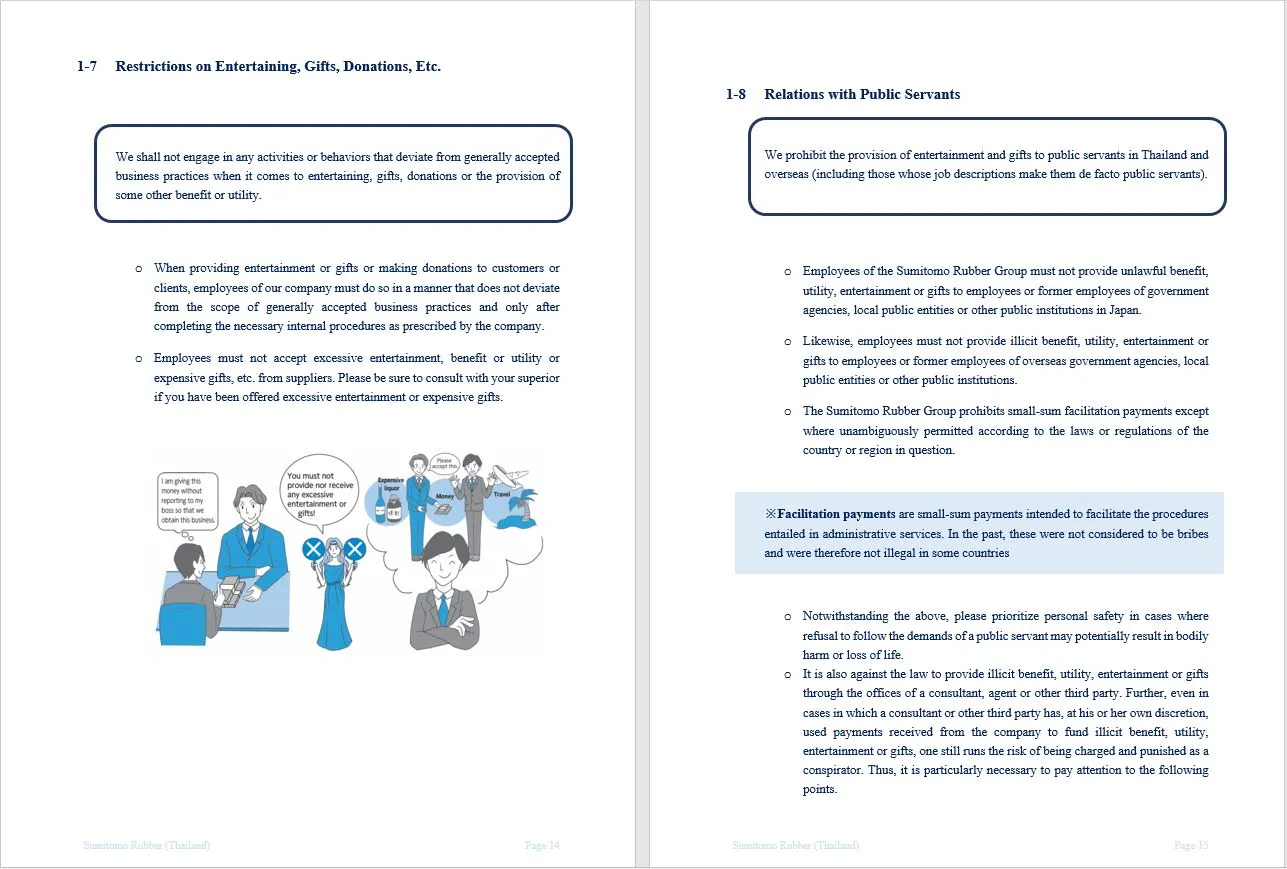 1-7 Restrictions on Entertaining, Gifts, Donations, Etc.
We shall not engage in any activities or behaviors that deviate from generally accepted
business practices when it comes to entertaining, gifts, donations or the provision of
some other benefit or utility.
o When providing entertainment or gifts or making donations to customers or
clients, employees of our company must do so in a manner that does not deviate
from the scope of generally accepted business practices and only after
completing the necessary internal procedures as prescribed by the company.
o Employees must not accept excessive entertainment, benefit or utility or
expensive gifts, etc. from suppliers. Please be sure to consult with your superior
if you have been offered excessive entertainment or expensive gifts.
I am giving this
money without
reporting to my
boss so that we
obtain this business.
You must not
provide nor receive
any excessive
entertainment or
gifts!
Please
accept this.
Expensive
liquor
Money
Travel
Sumitomo Rubber (Thailand) Page 14
1-8 Relations with Public Servants
We prohibit the provision of entertainment and gifts to public servants in Thailand and
overseas (including those whose job descriptions make them de facto public servants).
o Employees of the Sumitomo Rubber Group must not provide unlawful benefit,
utility, entertainment or gifts to employees or former employees of government
agencies, local public entities or other public institutions in Japan.
o Likewise, employees must not provide illicit benefit, utility, entertainment or
gifts to employees or former employees of overseas government agencies, local
public entities or other public institutions.
o The Sumitomo Rubber Group prohibits small-sum facilitation payments except
where unambiguously permitted according to the laws or regulations of the
country or region in question.
※Facilitation payments are small-sum payments intended to facilitate the procedures
entailed in administrative services. In the past, these were not considered to be bribes
and were therefore not illegal in some countries
o Notwithstanding the above, please prioritize personal safety in cases where
refusal to follow the demands of a public servant may potentially result in bodily
harm or loss of life.
o It is also against the law to provide illicit benefit, utility, entertainment or gifts
through the offices of a consultant, agent or other third party. Further, even in
cases in which a consultant or other third party has, at his or her own discretion,
used payments received from the company to fund illicit benefit, utility,
entertainment or gifts, one still runs the risk of being charged and punished as a
conspirator. Thus, it is particularly necessary to pay attention to the following
points.
Sumitomo Rubber (Thailand) Page 15